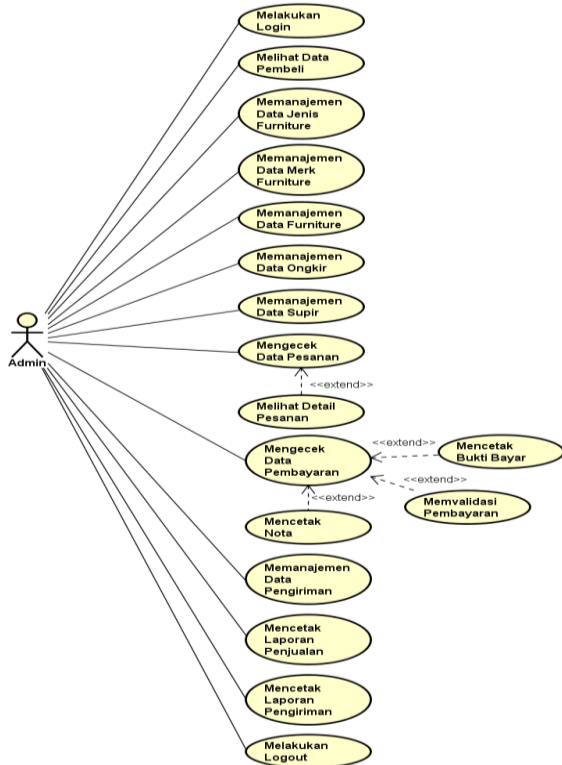 Melakukan
Login
Melihat Data
Pembeli
Memanajemen
Data Jenis
Furniture
Memanajemen
Data Merk
Furniture
Memanajemen
Data Furniture
Memanajemen
Data Ongkir
Memanajemen
Data Supir
Admin
Mengecek
Data Pesanan
<<extend>>
Melihat Detail
Pesanan
Mengecek
Data
Pembayaran
<<extend>>
Mencetak
Bukti Bayar
<<extend>>
Memvalidasi
Pembayaran
<<extend>>
Mencetak
Nota
Memanajemen
Data
Pengiriman
Mencetak
Laporan
Penjualan
Mencetak
Laporan
Pengiriman
Melakukan
Logout